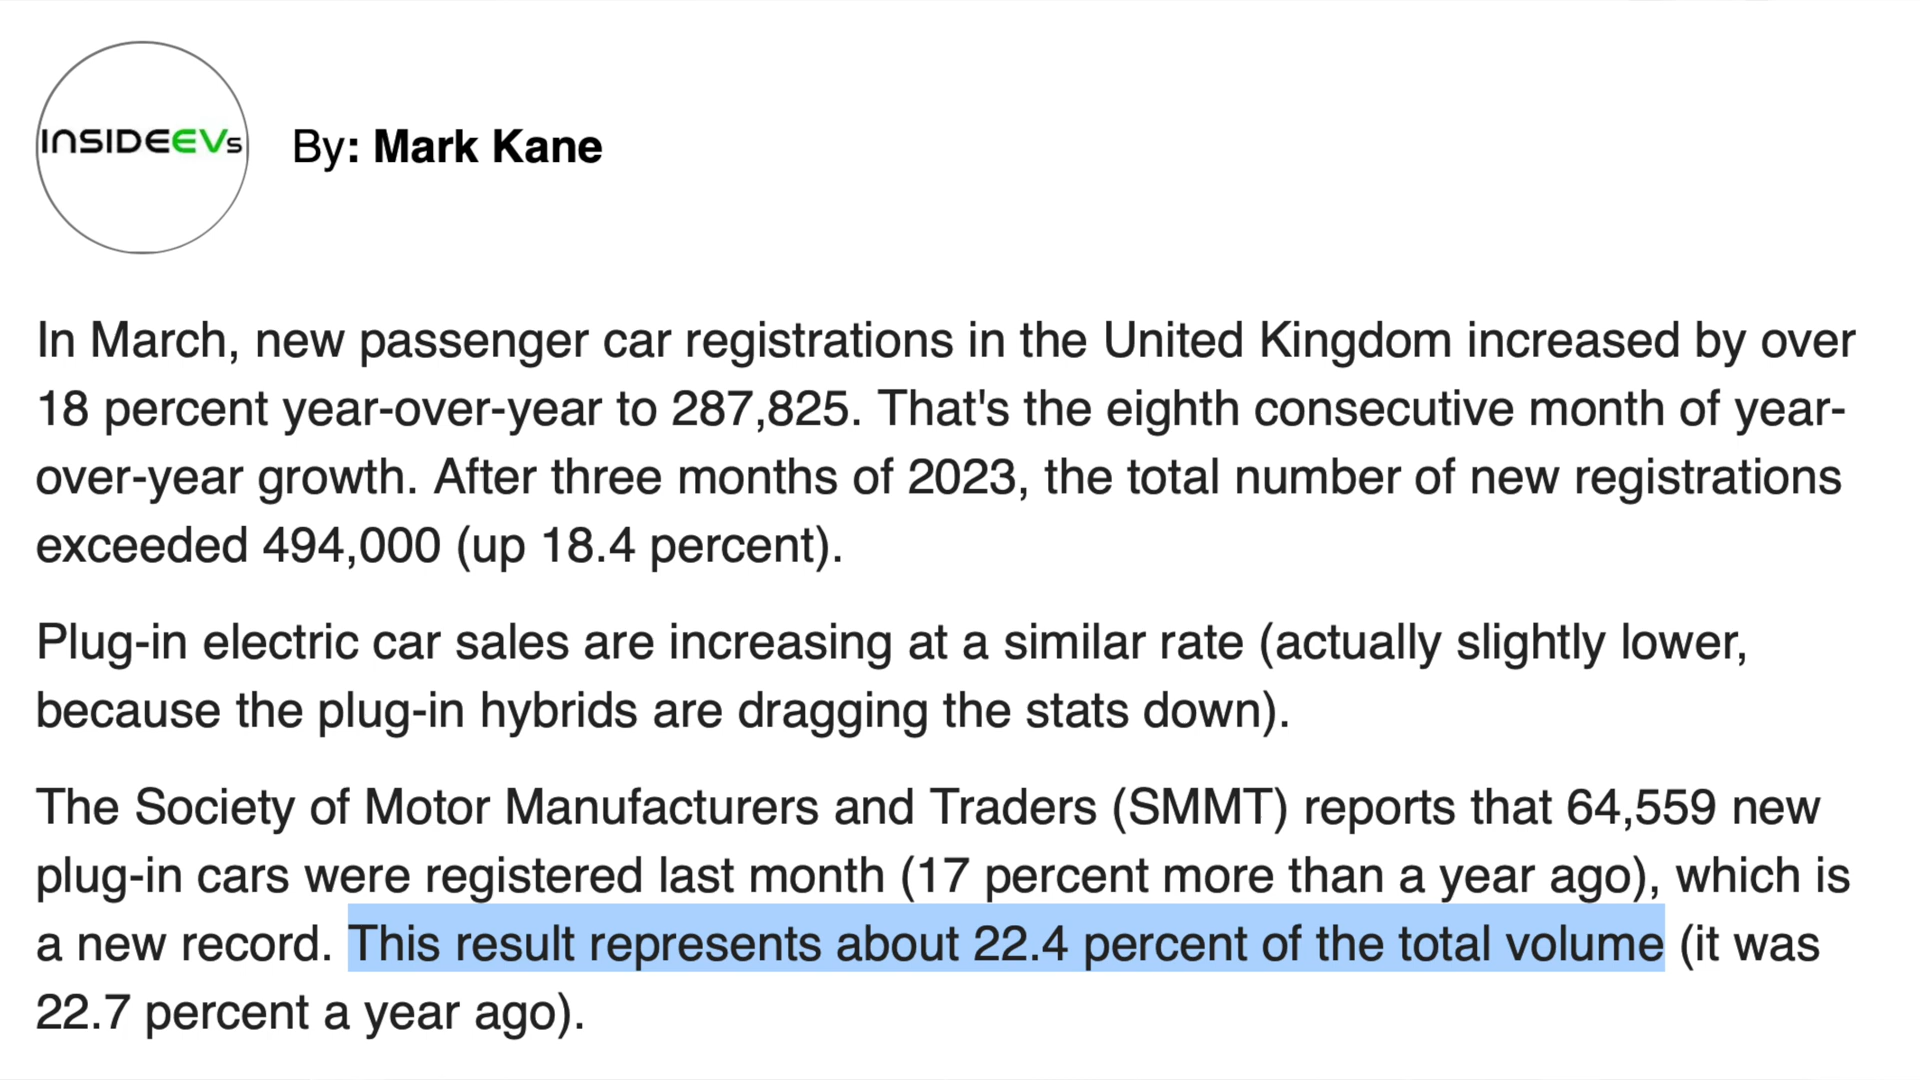 INSIDEEVs
By: Mark Kane
In March, new passenger car registrations in the United Kingdom increased by over
18 percent year-over-year to 287,825. That's the eighth consecutive month of year-
over-year growth. After three months of 2023, the total number of new registrations
exceeded 494,000 (up 18.4 percent).
Plug-in electric car sales are increasing at a similar rate (actually slightly lower,
because the plug-in hybrids are dragging the stats down).
The Society of Motor Manufacturers and Traders (SMMT) reports that 64,559 new
plug-in cars were registered last month (17 percent more than a year ago), which is
a new record. This result represents about 22.4 percent of the total volume (it was
22.7 percent a year ago).